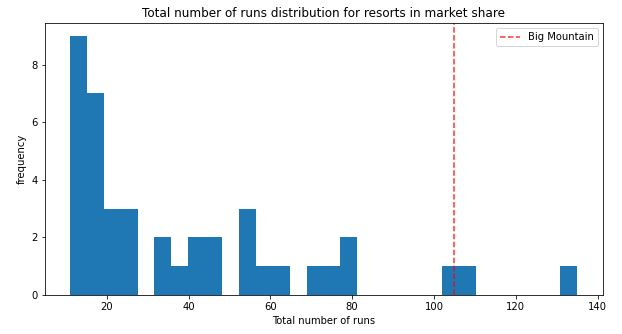 Total number of runs distribution for resorts in market share
Big Mountain
frequency
8
6
4
2
0
20 40 60 80 100 120 140
Total number of runs